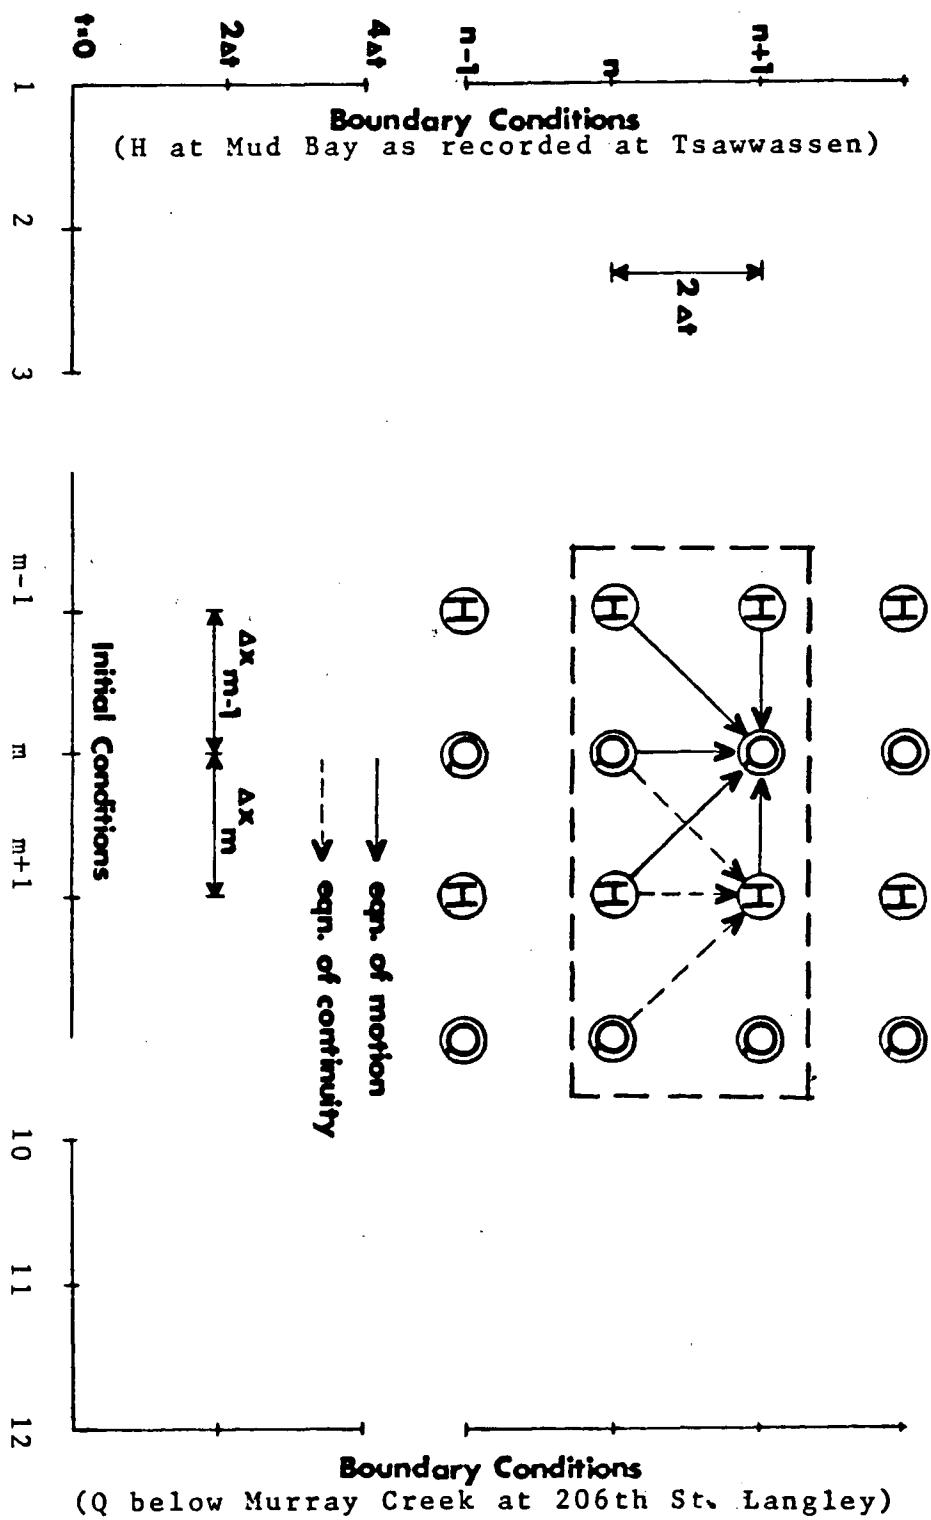 t=0
2Δt
4Δt
n-1
n
n+1
Boundary Conditions
(H at Mud Bay as recorded at Tsawwassen)
1
2
3
m-1
m
m+1
10
11
12
2 Δt
H
H
H
H
Q
Q
Q
Q
H
H
H
H
Q
Q
Q
Q
Δx m-1
Δx m
Initial Conditions
eqn. of motion
eqn. of continuity
Boundary Conditions
(Q below Murray Creek at 206th St. Langley)